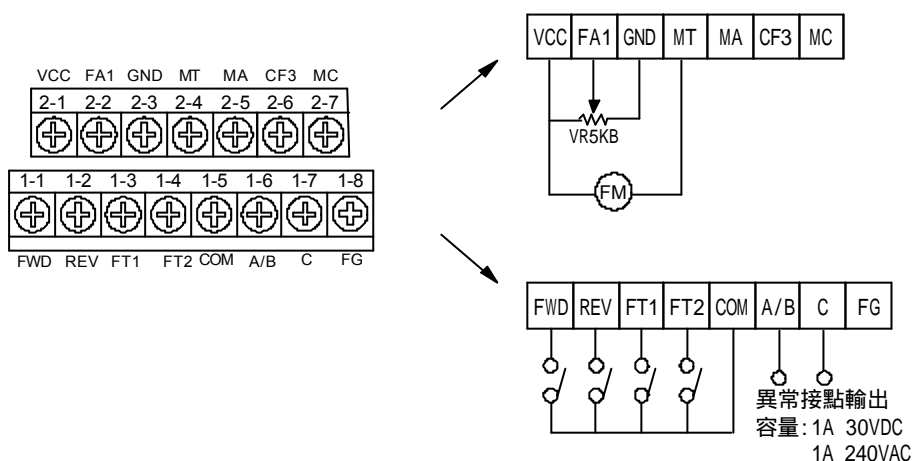 VCC FA1 GND MT MA CF3 MC
2-1 2-2 2-3 2-4 2-5 2-6 2-7
1-1 1-2 1-3 1-4 1-5 1-6 1-7 1-8
FWD REV FT1 FT2 COM A/B C FG
VCC FA1 GND MT MA CF3 MC
VR5KB
FM
FWD REV FT1 FT2 COM A/B C FG
異常接點輸出
容量:1A 30VDC
1A 240VAC